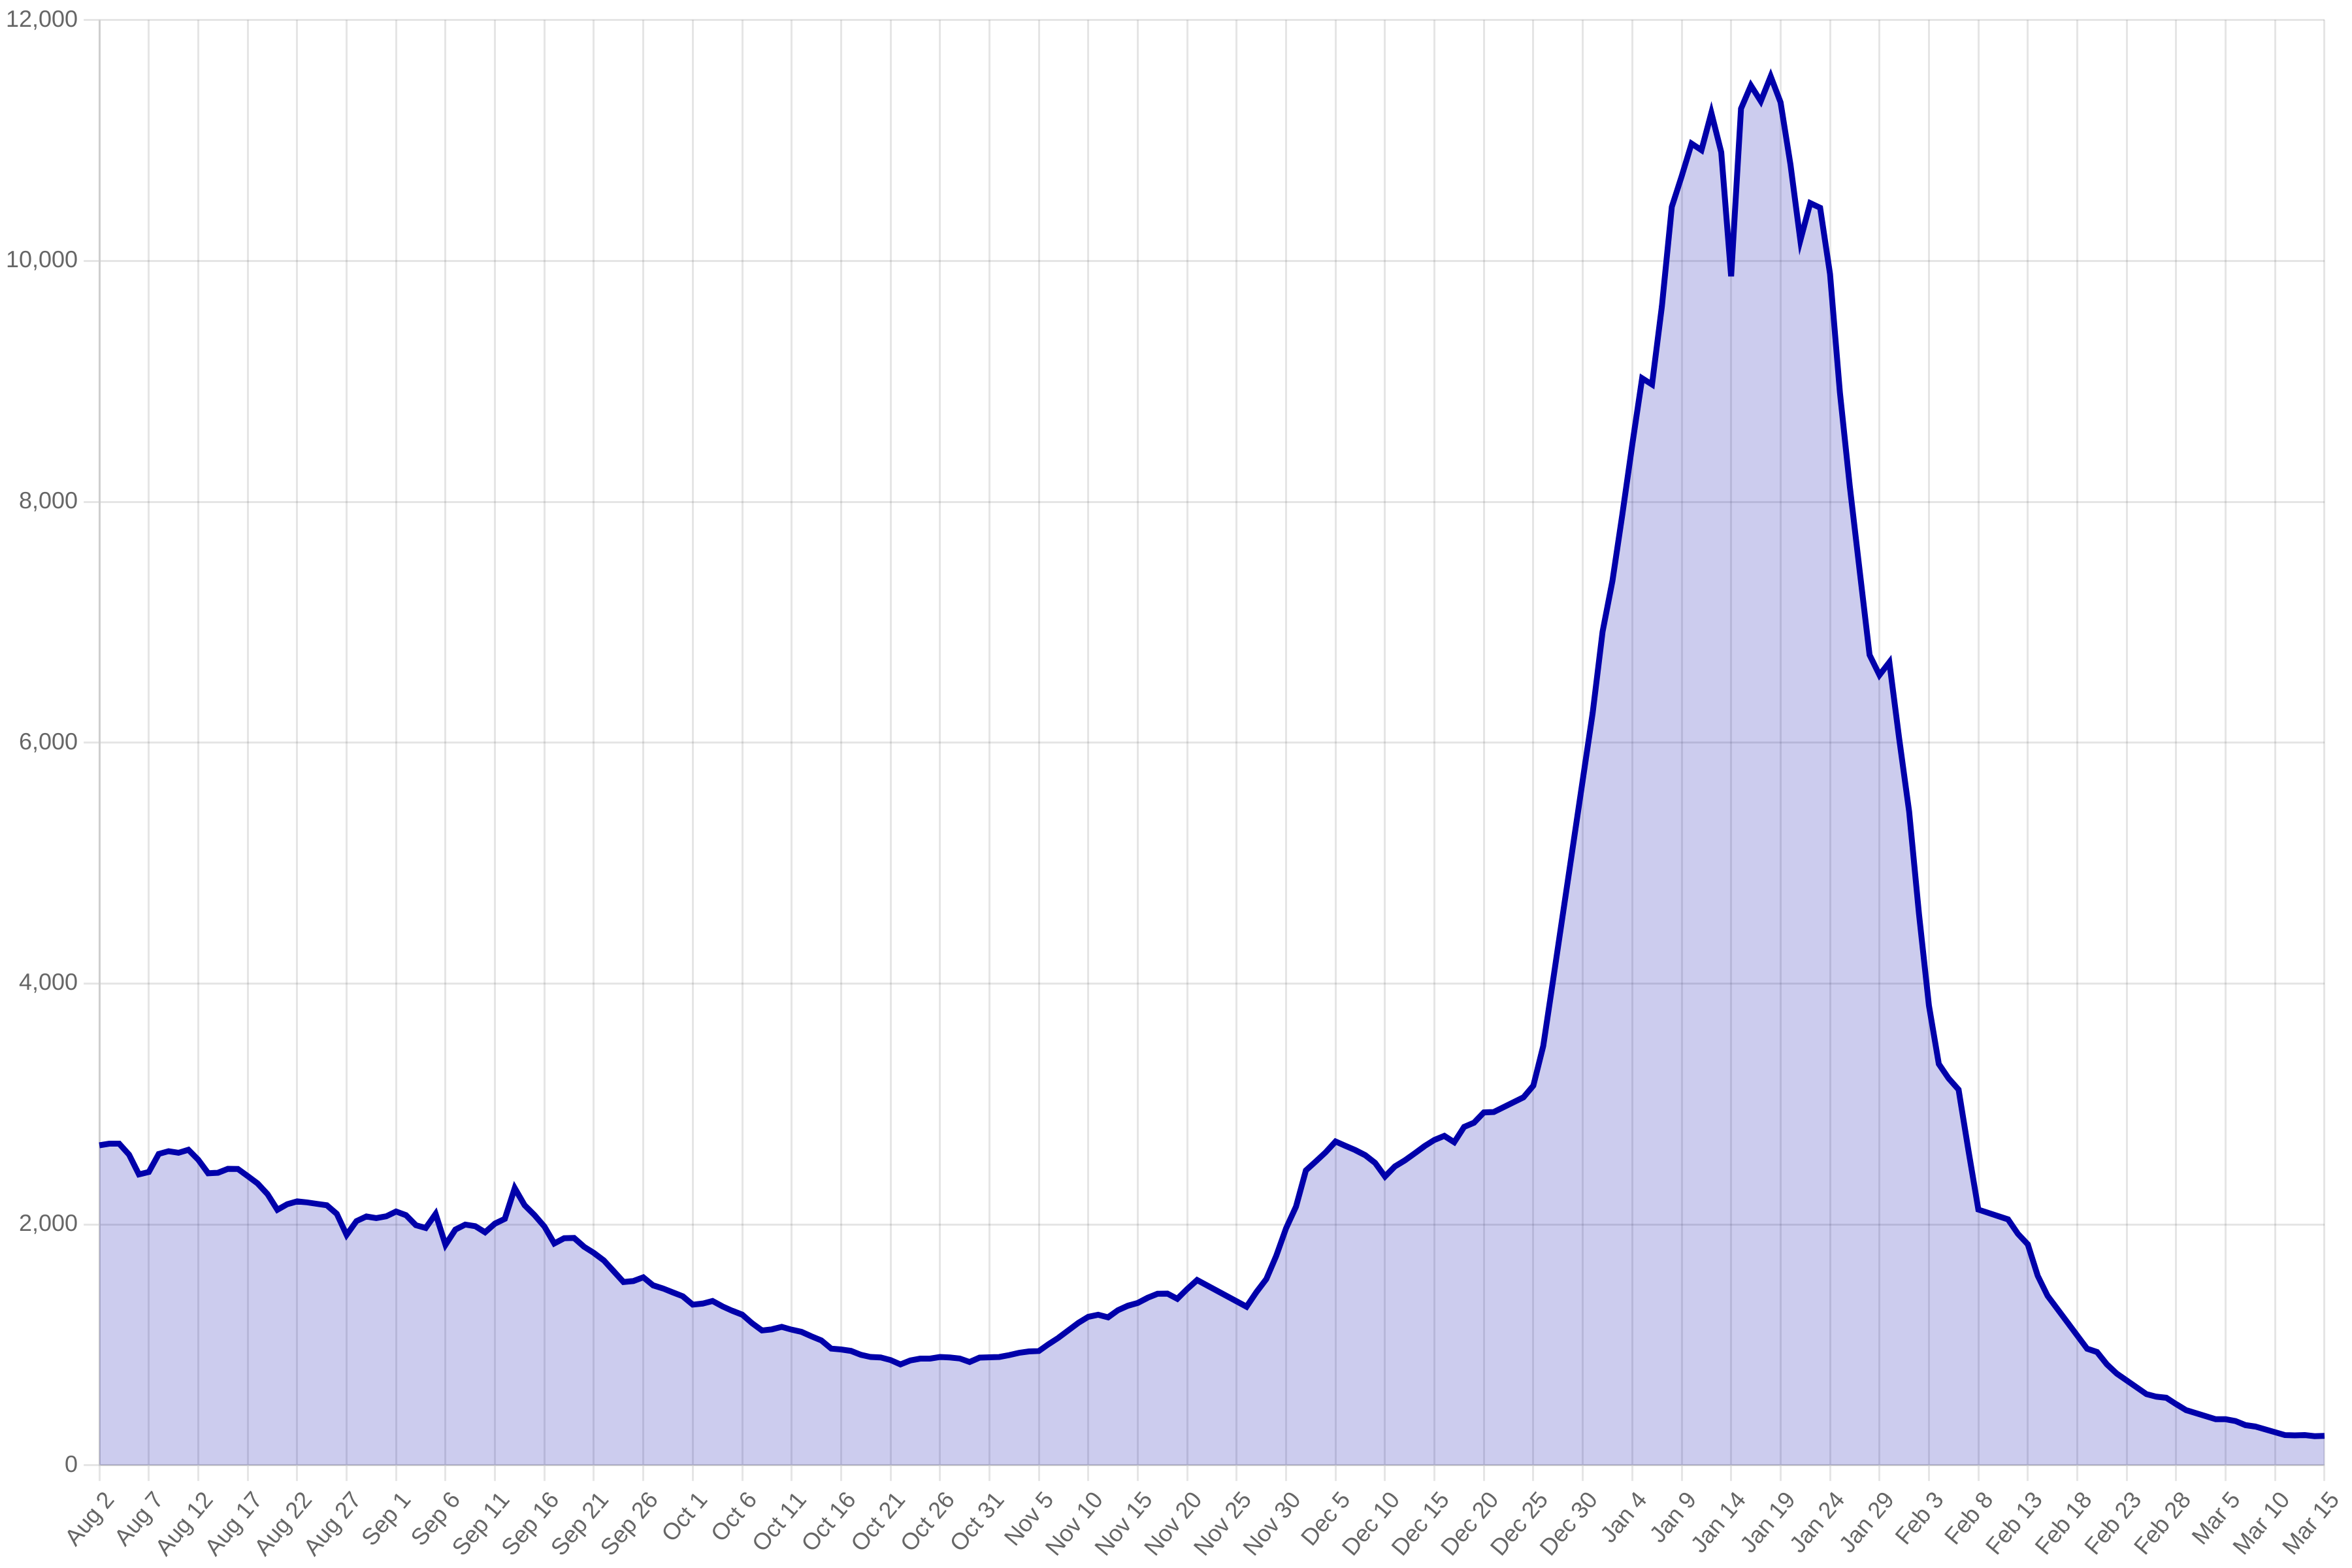 12,000
10,000
8,000
6,000
4,000
2,000
0
Aug 2
Aug 7
Aug 12
Aug 17
Aug 22
Aug 27
Sep 1
Sep 6
Sep 11
Sep 16
Sep 21
Sep 26
Oct 1
Oct 6
Oct 11
Oct 16
Oct 21
Oct 26
Oct 31
Nov 5
Nov 10
Nov 15
Nov 20
Nov 25
Nov 30
Dec 5
Dec 10
Dec 15
Dec 20
Dec 25
Dec 30
Jan 4
Jan 9
Jan 14
Jan 19
Jan 24
Jan 29
Feb 3
Feb 8
Feb 13
Feb 18
Feb 23
Feb 28
Mar 5
Mar 10
Mar 15